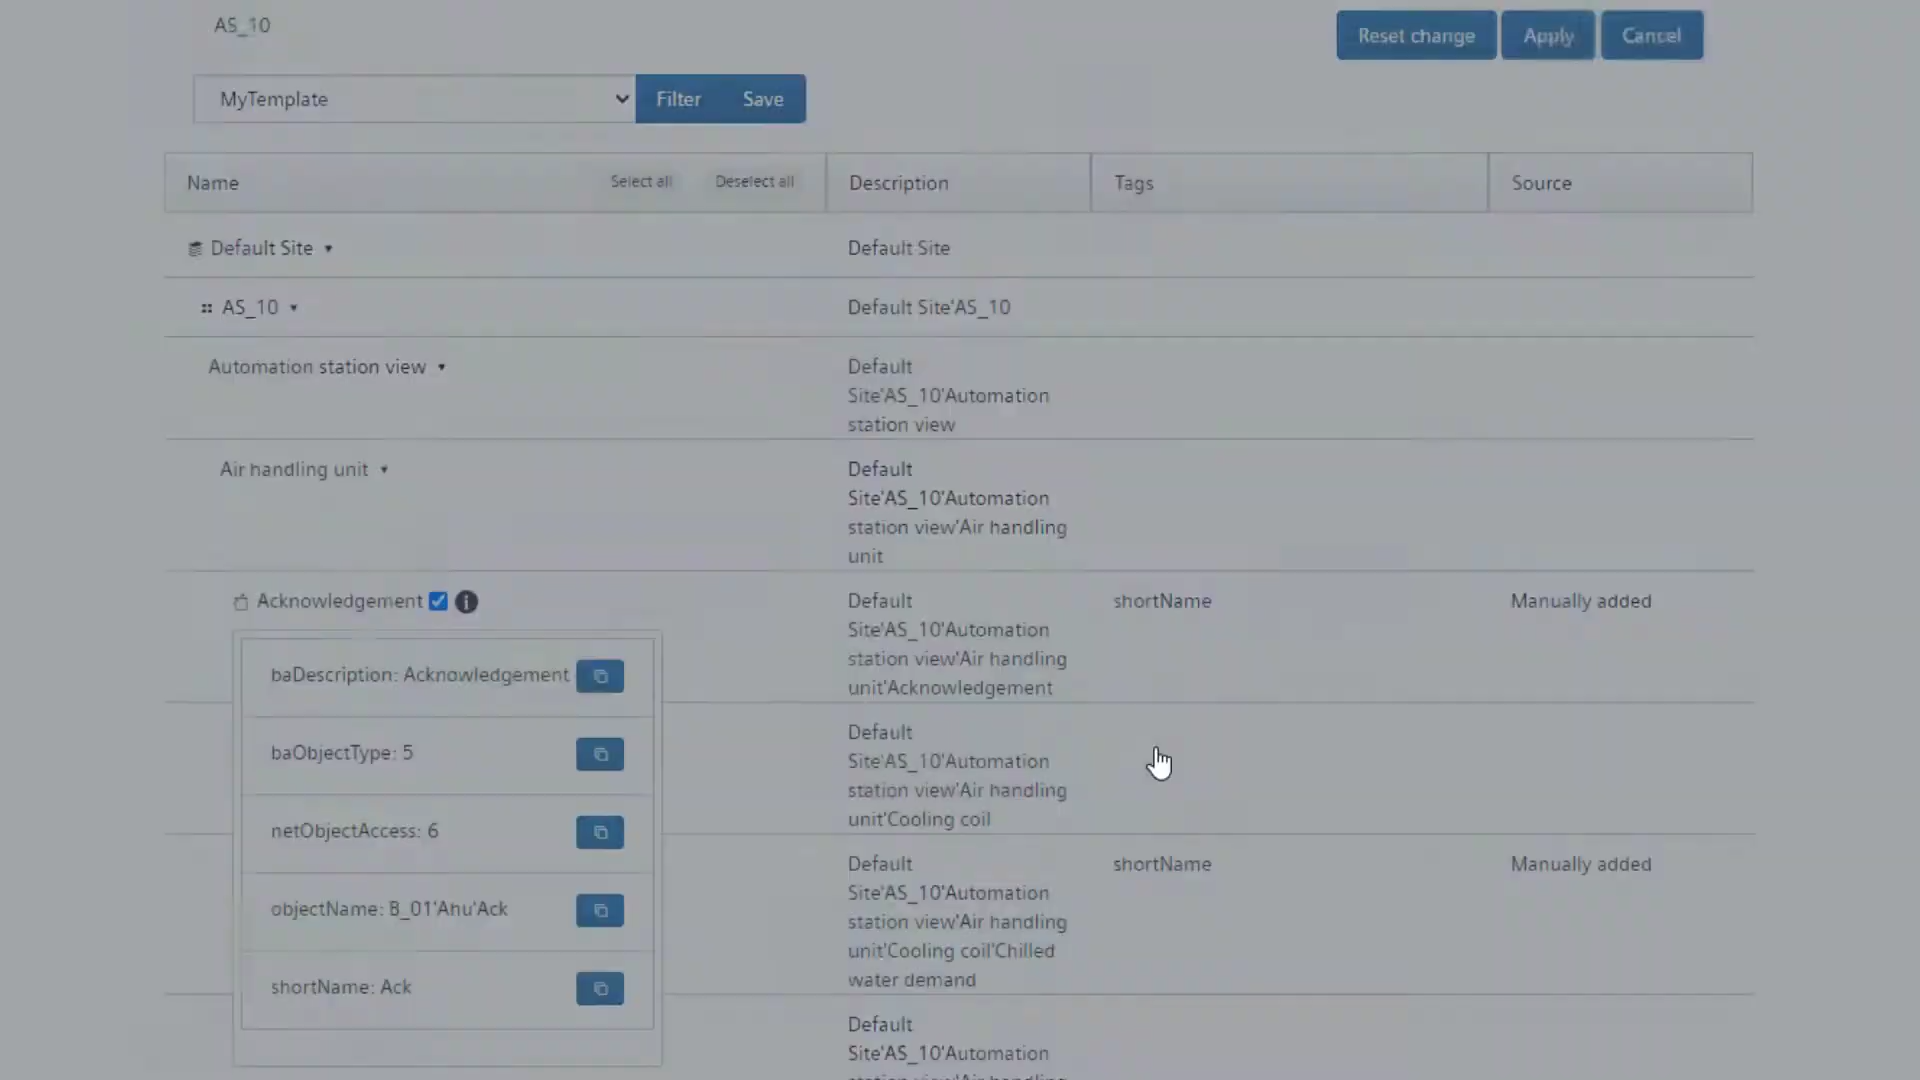 AS_10
Reset change
Apply
Cancel
MyTemplate
Filter
Save
Name
Select all
Deselect all
Description
Tags
Source
Default Site
Default Site
AS_10
Default Site'AS_10
Automation station view
Default
Site'AS_10'Automation
station view
Air handling unit
Default
Site'AS_10'Automation
station view'Air handling
unit
Acknowledgement
Default
Site'AS_10'Automation
station view'Air handling
unit'Acknowledgement
shortName
Manually added
baDescription: Acknowledgement
baObjectType: 5
netObjectAccess: 6
objectName: B_01'Ahu'Ack
shortName: Ack
Default
Site'AS_10'Automation
station view'Air handling
unit'Cooling coil
Default
Site'AS_10'Automation
station view'Air handling
unit'Cooling coil'Chilled
water demand
shortName
Manually added
Default
Site'AS_10'Automation
station view'Air handling